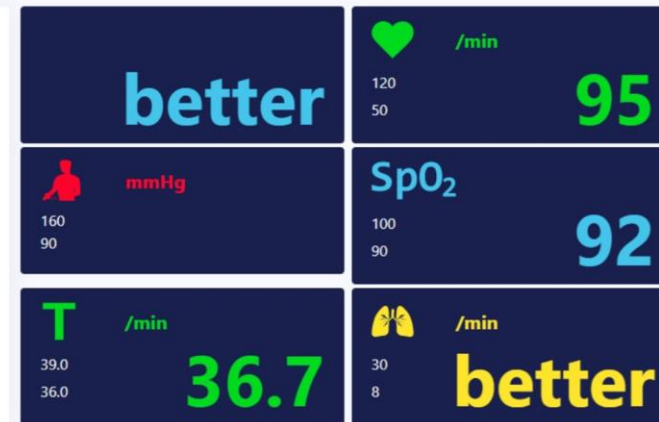 better
/min
120
50
95
mmHg
160
90
SpO₂
100
90
92
T
/min
39.0
36.0
36.7
/min
30
8
better